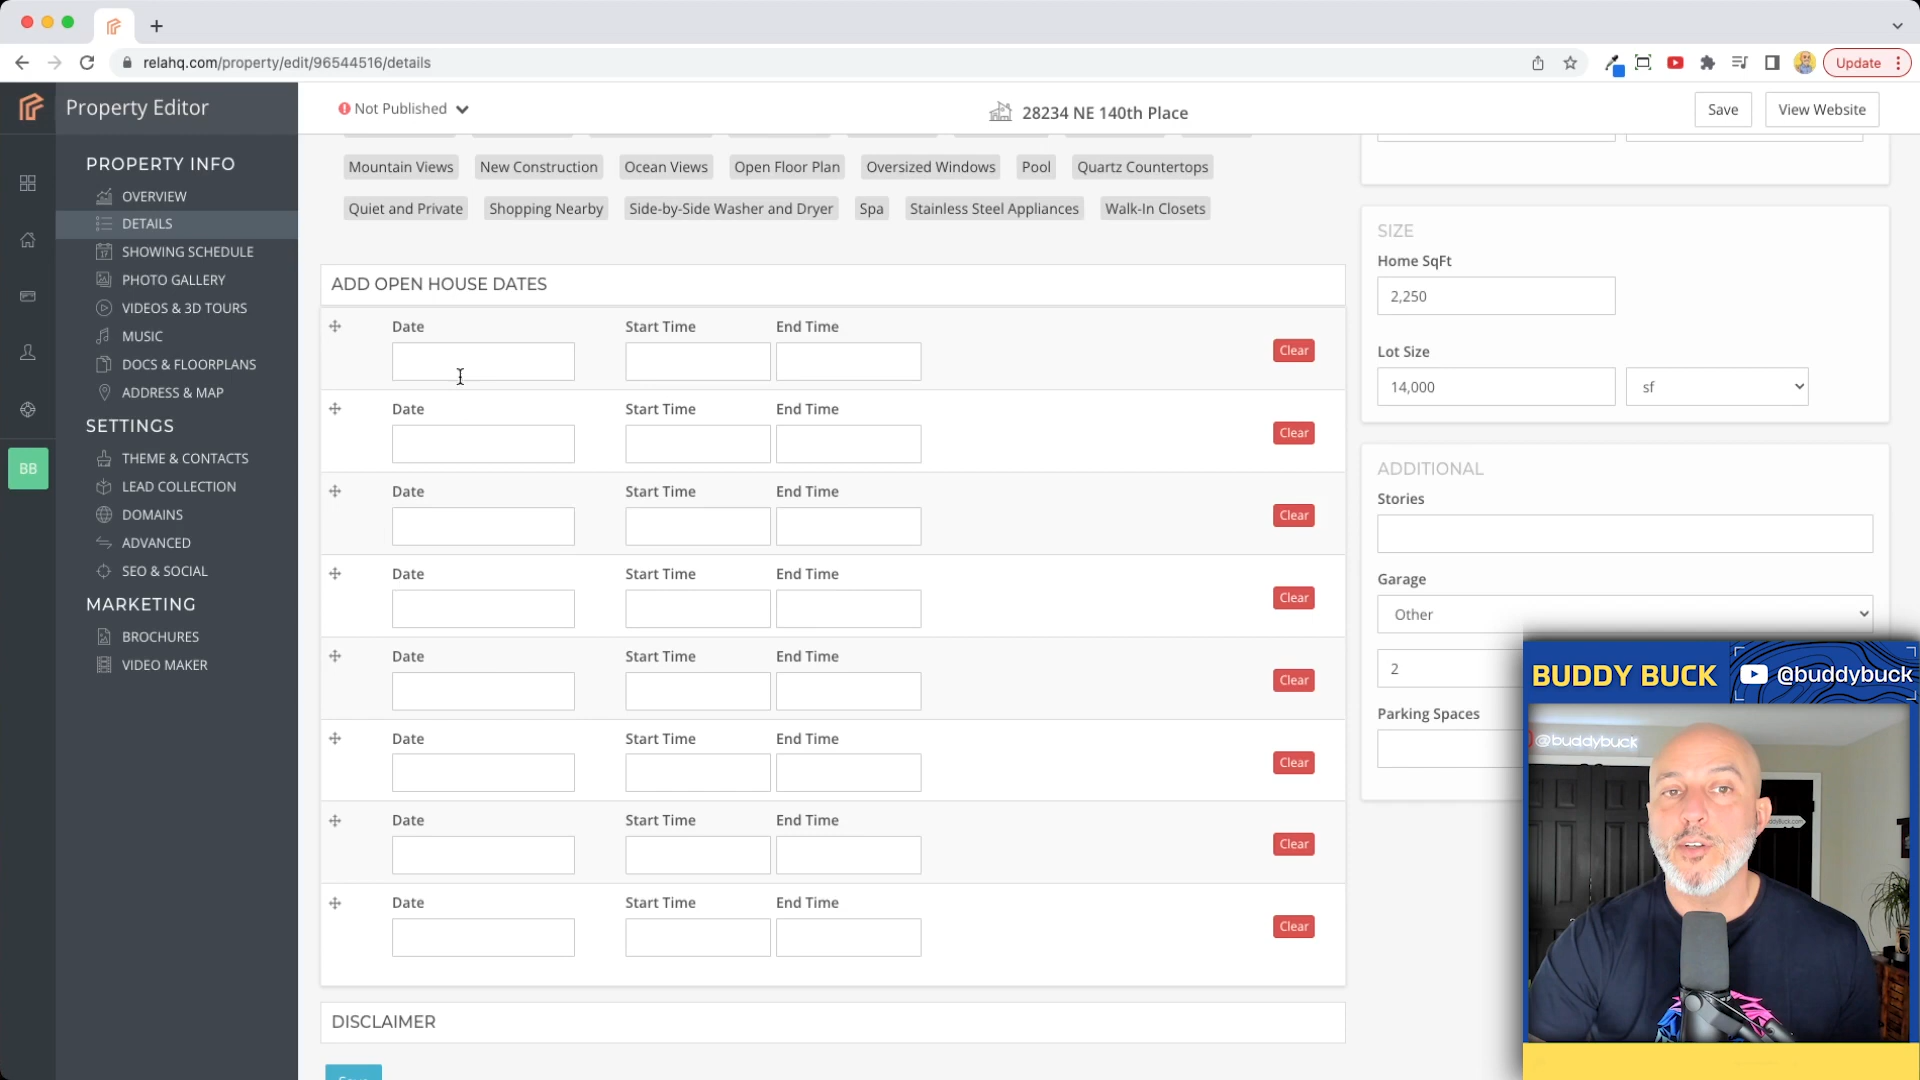 relahq.com/property/edit/96544516/details
Update
Property Editor
Not Published
28234 NE 140th Place
Save
View Website
PROPERTY INFO
OVERVIEW
DETAILS
SHOWING SCHEDULE
PHOTO GALLERY
VIDEOS & 3D TOURS
MUSIC
DOCS & FLOORPLANS
ADDRESS & MAP
SETTINGS
THEME & CONTACTS
LEAD COLLECTION
DOMAINS
ADVANCED
SEO & SOCIAL
MARKETING
BROCHURES
VIDEO MAKER
BB
Mountain Views New Construction Ocean Views Open Floor Plan Oversized Windows Pool Quartz Countertops
Quiet and Private Shopping Nearby Side-by-Side Washer and Dryer Spa Stainless Steel Appliances Walk-In Closets
ADD OPEN HOUSE DATES
Date Start Time End Time
Clear
Date Start Time End Time
Clear
Date Start Time End Time
Clear
Date Start Time End Time
Clear
Date Start Time End Time
Clear
Date Start Time End Time
Clear
Date Start Time End Time
Clear
Date Start Time End Time
Clear
DISCLAIMER
SIZE
Home SqFt
2,250
Lot Size
14,000 sf
ADDITIONAL
Stories
Garage
Other
2
Parking Spaces
BUDDY BUCK @buddybuck
@buddybuck